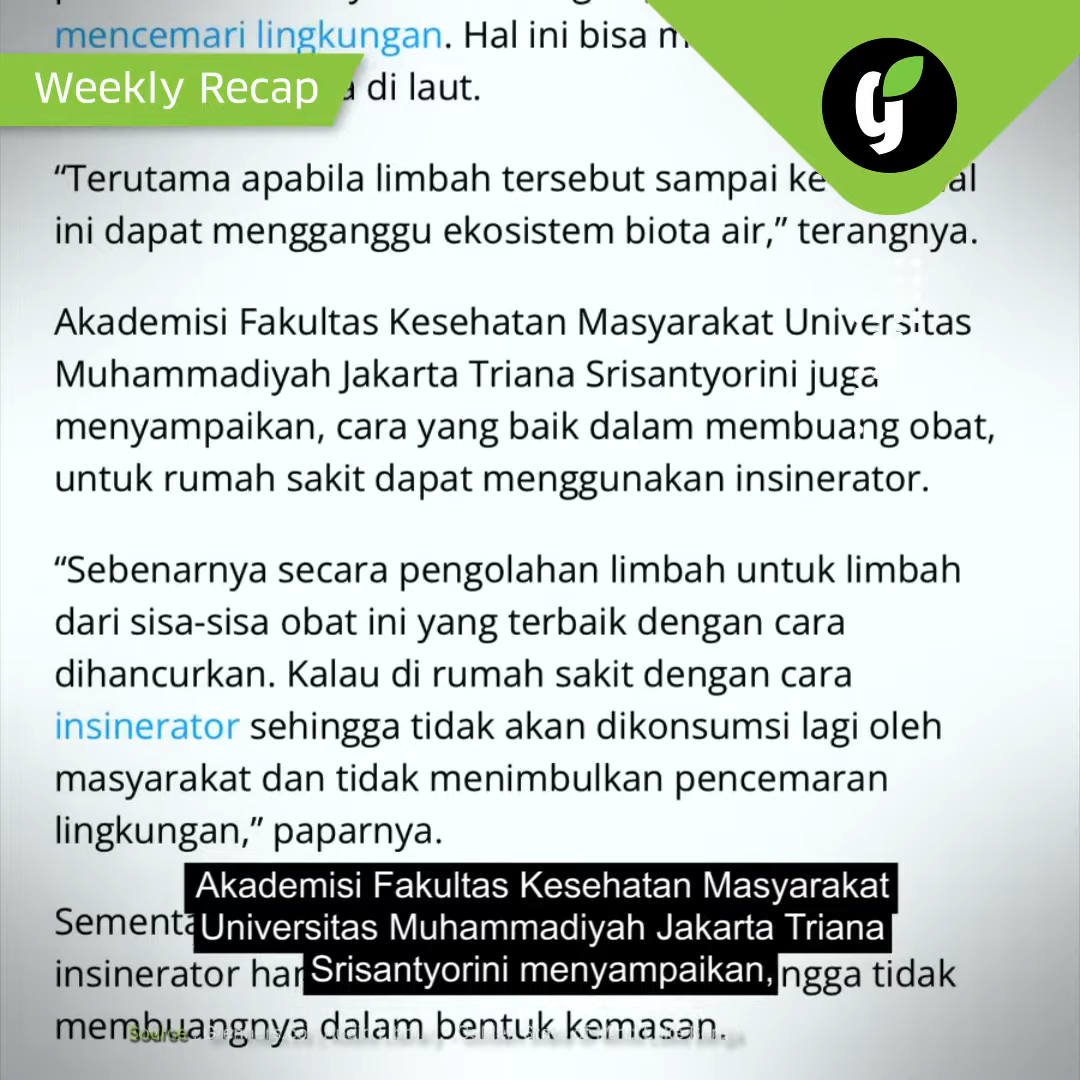 mencemari lingkungan. Hal ini bisa
Weekly Recap
di laut.
“Terutama apabila limbah tersebut sampai ke
ini dapat mengganggu ekosistem biota air,” terangnya.
Akademisi Fakultas Kesehatan Masyarakat Universitas
Muhammadiyah Jakarta Triana Srisantyorini juga
menyampaikan, cara yang baik dalam membuang obat,
untuk rumah sakit dapat menggunakan insinerator.
“Sebenarnya secara pengolahan limbah untuk limbah
dari sisa-sisa obat ini yang terbaik dengan cara
dihancurkan. Kalau di rumah sakit dengan cara
insinerator sehingga tidak akan dikonsumsi lagi oleh
masyarakat dan tidak menimbulkan pencemaran
lingkungan,” paparnya.
Akademisi Fakultas Kesehatan Masyarakat
Universitas Muhammadiyah Jakarta Triana
Srisantyorini menyampaikan,
insinerator
tidak
membuangnya dalam bentuk kemasan.
Source